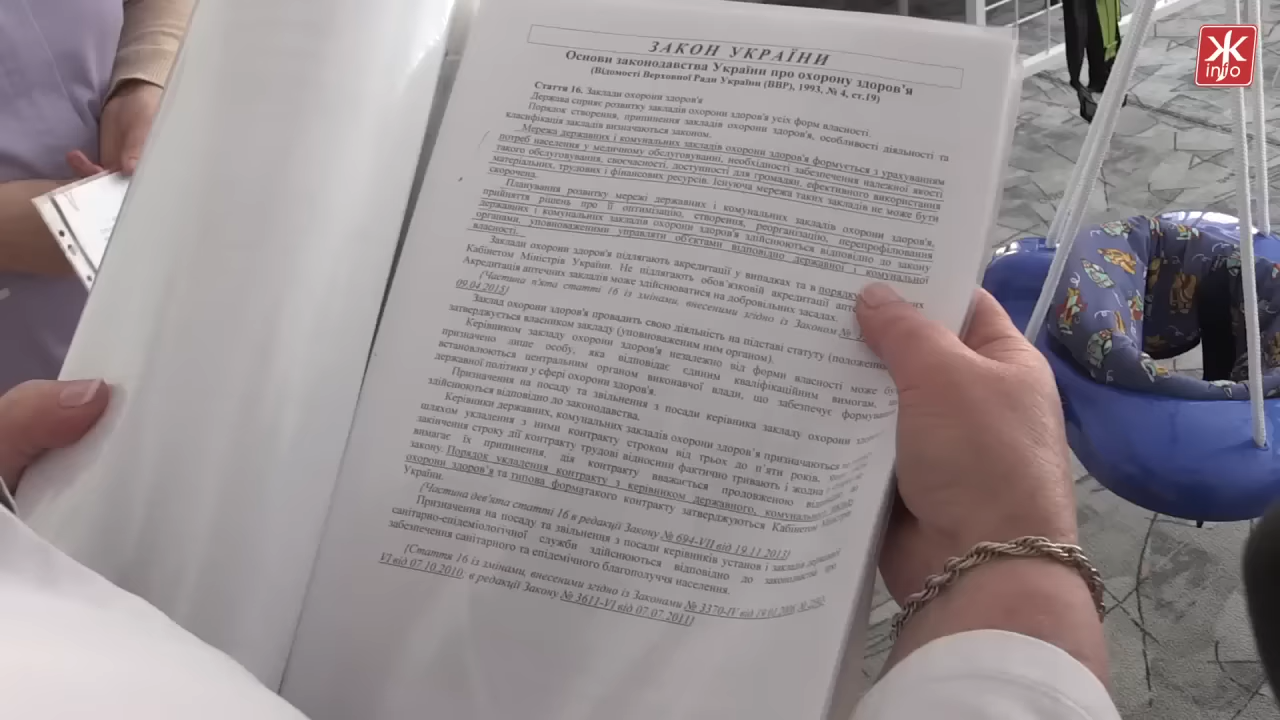 ЗАКОН УКРАЇНИ
Основи законодавства України про охорону здоров'я
(Відомості Верховної Ради України (ВВР), 1993, № 4, ст.19)
Стаття 16. Заклади охорони здоров'я
Держава сприяє розвитку закладів охорони здоров'я усіх форм власності.
Порядок створення, припинення закладів охорони здоров'я, особливості діяльності та
класифікація закладів визначаються законом.
Мережа державних і комунальних закладів охорони здоров'я формується з урахуванням
потреб населення у медичному обслуговуванні, необхідності забезпечення належної якості
такого обслуговування, своєчасності, доступності для громадян, ефективного використання
матеріальних, трудових і фінансових ресурсів. Існуюча мережа таких закладів не може бути
скорочена.
Планування розвитку мережі державних і комунальних закладів охорони здоров'я,
прийняття рішень про її оптимізацію, створення, реорганізацію, перепрофілювання
державних і комунальних закладів охорони здоров'я здійснюються відповідно до закону
органами, уповноваженими управляти об'єктами відповідно державної і комунальної
власності.
Заклади охорони здоров'я підлягають акредитації у випадках та в
Кабінетом Міністрів України. Не підлягають обов'язковій акредитації
Акредитація аптечних закладів може здійснюватися на добровільних засадах.
{Частина п'ята статті 16 із змінами, внесеними згідно із Законом №
09.04.2015}
Заклад охорони здоров'я провадить свою діяльність на підставі статуту (положення
затверджується власником закладу (уповноваженим ним органом).
Керівником закладу охорони здоров'я незалежно від форми власності може
призначено лише особу, яка відповідає єдиним кваліфікаційним вимогам,
встановлюються центральним органом виконавчої влади, що забезпечує
державної політики у сфері охорони здоров'я.
Призначення на посаду та звільнення з посади керівника закладу охорони
здійснюються відповідно до законодавства.
Керівники державних, комунальних закладів охорони здоров'я призначаються
шляхом укладення з ними контракту строком від трьох до п'яти років.
закінчення строку дії контракту трудові відносини фактично тривають і жодна
вимагає їх припинення, дія контракту вважається продовженою
закону. Порядок укладення контракту з керівником державного, комунального
охорони здоров'я та типова форматакого контракту затверджуються Кабінетом
України.
{Частина дев'ята статті 16 в редакції Закону № 694-VII від 19.11.2013}
Призначення на посаду та звільнення з посади керівників установ і закладів
санітарно-епідеміологічної служби здійснюються відповідно до законодавства про
забезпечення санітарного та епідемічного благополуччя населення.
{Стаття 16 із змінами, внесеними згідно із Законами № 3370-IV від
VI від 07.10.2010; в редакції Закону № 3611-VI від 07.07.2011}
Ж info